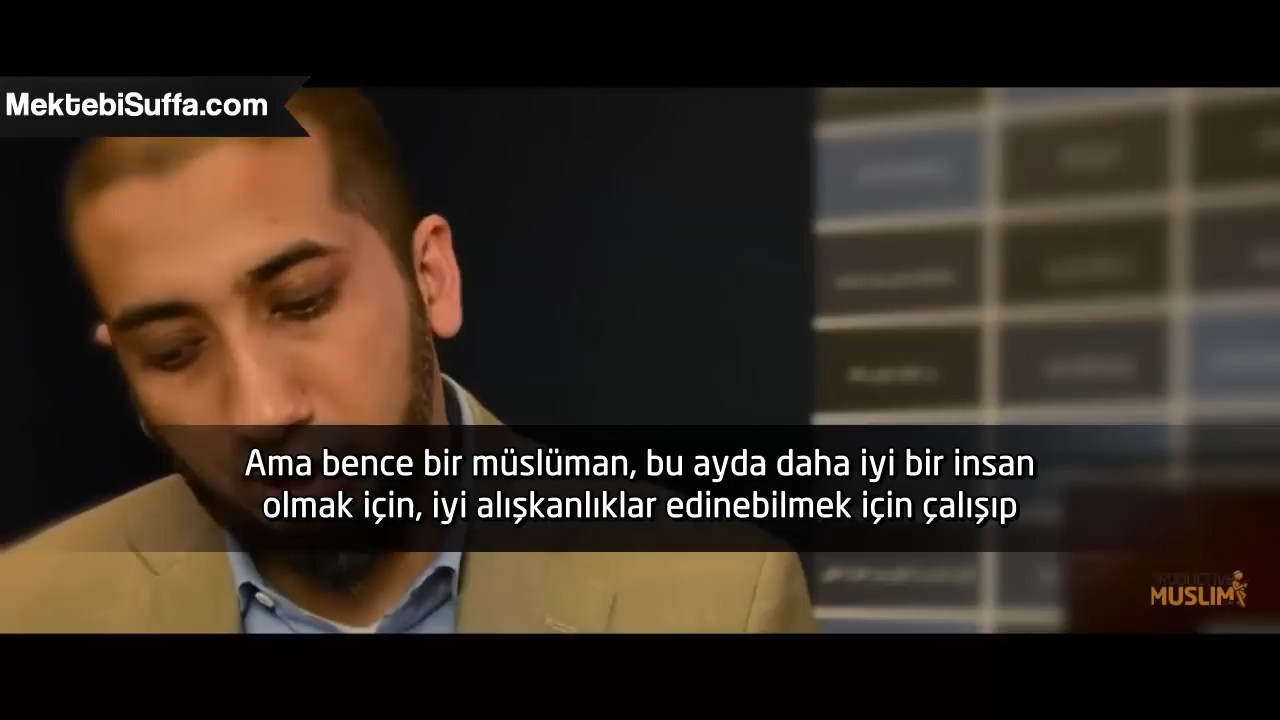 MektebiSuffa.com
Ama bence bir müslüman, bu ayda daha iyi bir insan
olmak için, iyi alışkanlıklar edinebilmek için çalışıp
PRODUCTIVE
MUSLIM